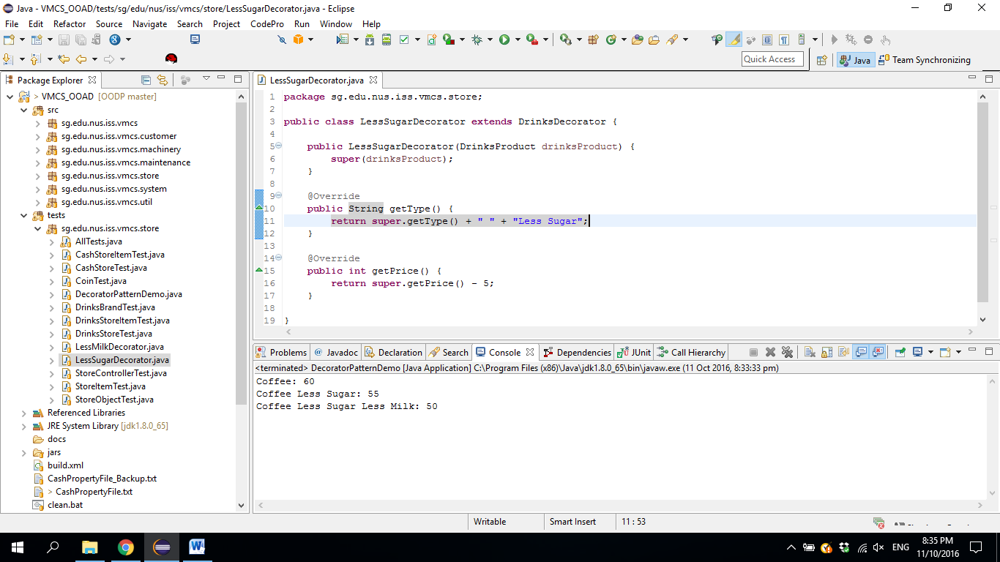 Java - VMCS_OOAD/tests/sg/edu/nus/iss/vmcs/store/LessSugarDecorator.java - Eclipse
File Edit Refactor Source Navigate Search Project CodePro Run Window Help
Quick Access
Java
Team Synchronizing
Package Explorer
> VMCS_OOAD [OODP master]
src
sg.edu.nus.iss.vmcs
sg.edu.nus.iss.vmcs.customer
sg.edu.nus.iss.vmcs.machinery
sg.edu.nus.iss.vmcs.maintenance
sg.edu.nus.iss.vmcs.store
sg.edu.nus.iss.vmcs.system
sg.edu.nus.iss.vmcs.util
tests
sg.edu.nus.iss.vmcs.store
AllTests.java
CashStoreItemTest.java
CashStoreTest.java
CoinTest.java
DecoratorPatternDemo.java
DrinksBrandTest.java
DrinksStoreItemTest.java
DrinksStoreTest.java
LessMilkDecorator.java
LessSugarDecorator.java
StoreControllerTest.java
StoreItemTest.java
StoreObjectTest.java
Referenced Libraries
JRE System Library [jdk1.8.0_65]
docs
jars
build.xml
CashPropertyFile_Backup.txt
> CashPropertyFile.txt
clean.bat
LessSugarDecorator.java
1 package sg.edu.nus.iss.vmcs.store;
2
3 public class LessSugarDecorator extends DrinksDecorator {
4
5 public LessSugarDecorator(DrinksProduct drinksProduct) {
6 super(drinksProduct);
7 }
8
9 @Override
10 public String getType() {
11 return super.getType() + " " + "Less Sugar";
12 }
13
14 @Override
15 public int getPrice() {
16 return super.getPrice() - 5;
17 }
18
19 }
Problems @ Javadoc Declaration Search Console Dependencies JUnit Call Hierarchy
<terminated> DecoratorPatternDemo [Java Application] C:\Program Files (x86)\Java\jdk1.8.0_65\bin\javaw.exe (11 Oct 2016, 8:33:33 pm)
Coffee: 60
Coffee Less Sugar: 55
Coffee Less Sugar Less Milk: 50
Writable
Smart Insert
11 : 53
ENG
8:35 PM
11/10/2016